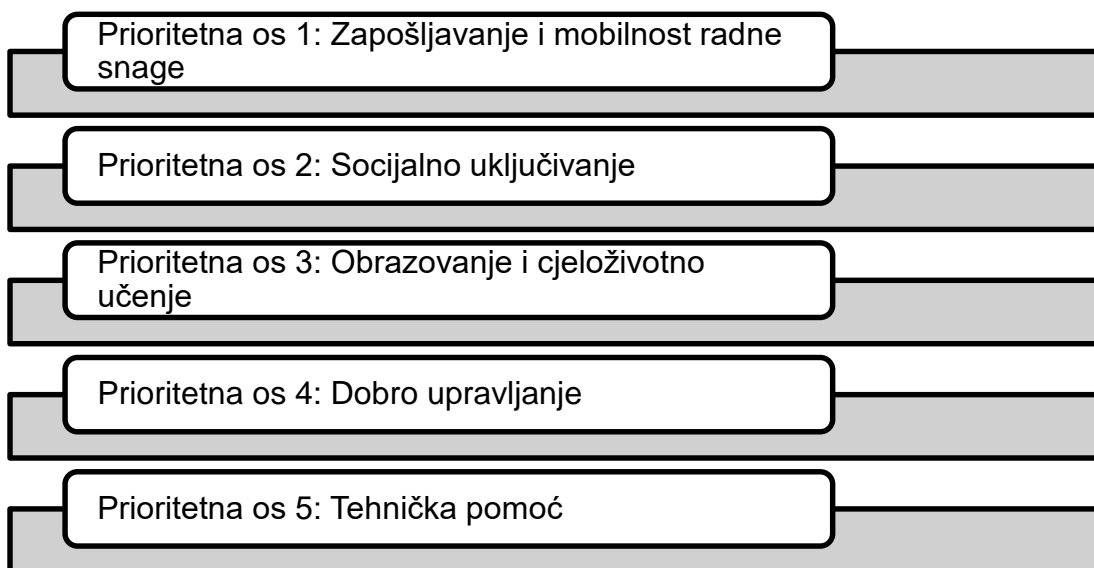 Prioritetna os 1: Zapošljavanje i mobilnost radne
snage
Prioritetna os 2: Socijalno uključivanje
Prioritetna os 3: Obrazovanje i cjeloživotno
učenje
Prioritetna os 4: Dobro upravljanje
Prioritetna os 5: Tehnička pomoć